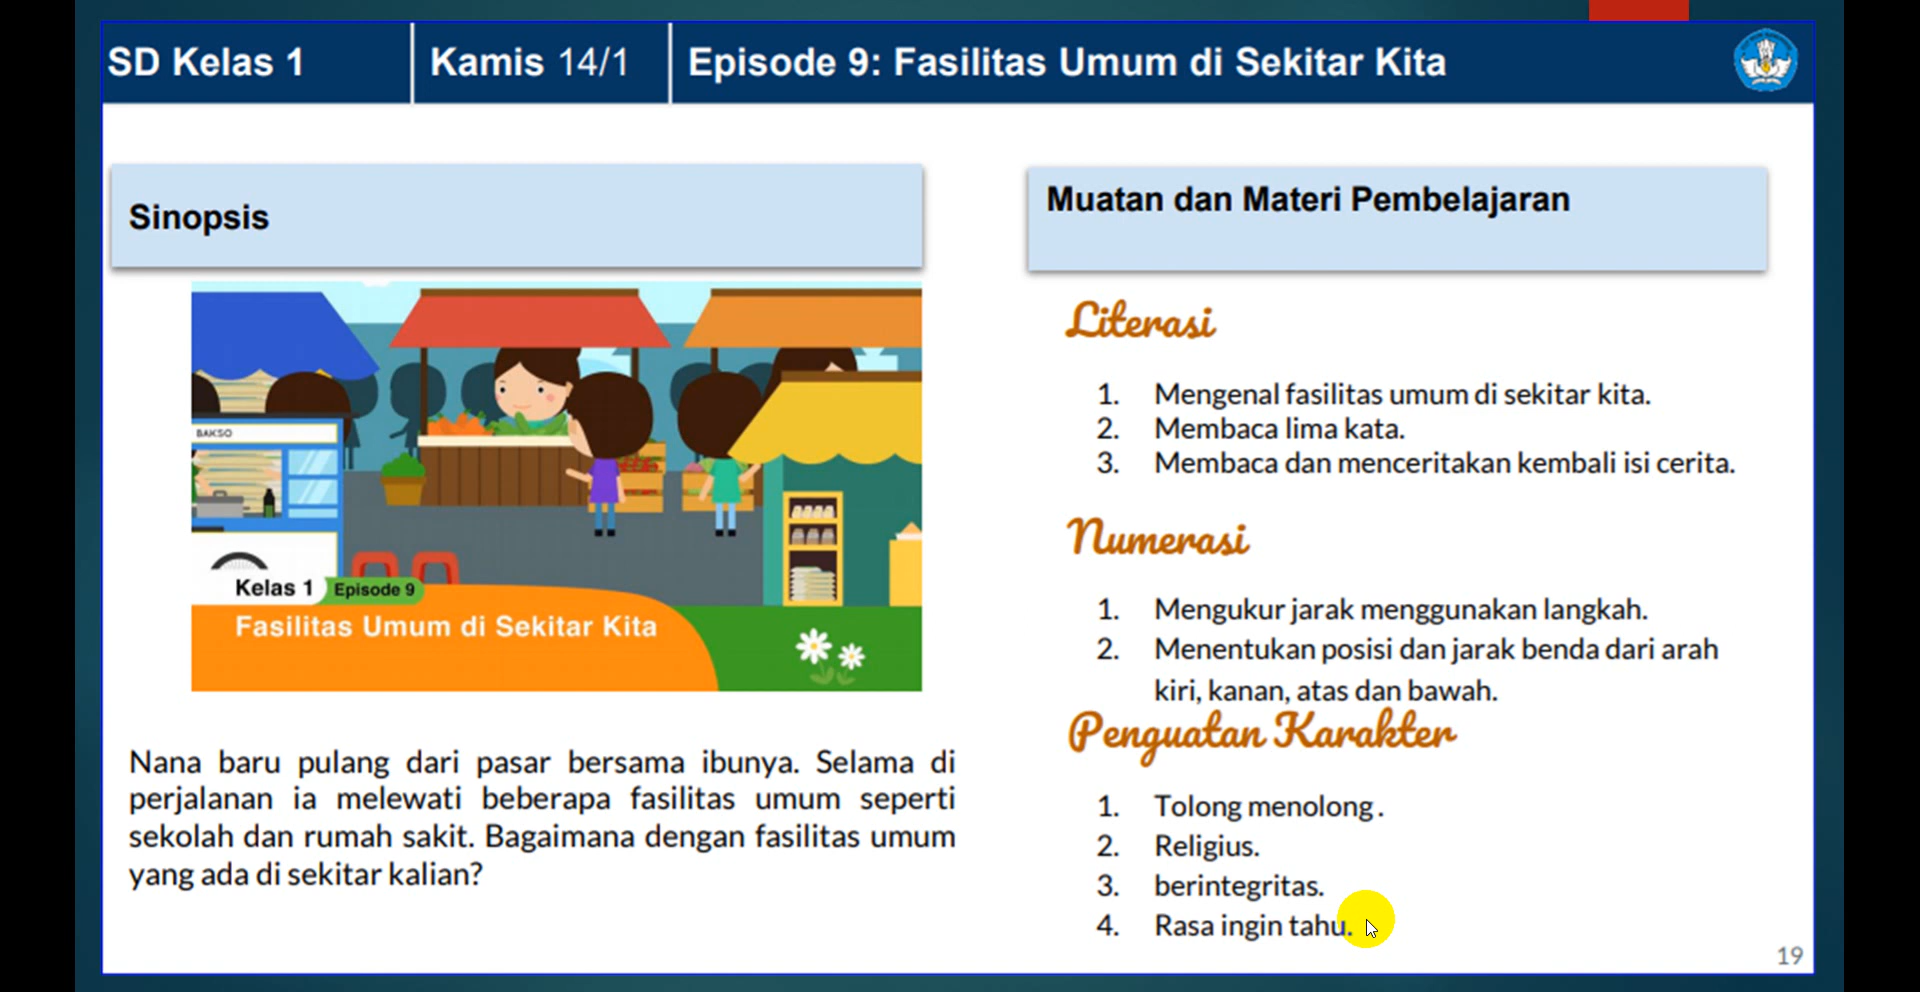 SD Kelas 1
Kamis 14/1
Episode 9: Fasilitas Umum di Sekitar Kita
Sinopsis
BAKSO
Kelas 1
Episode 9
Fasilitas Umum di Sekitar Kita
Nana baru pulang dari pasar bersama ibunya. Selama di
perjalanan ia melewati beberapa fasilitas umum seperti
sekolah dan rumah sakit. Bagaimana dengan fasilitas umum
yang ada di sekitar kalian?
Muatan dan Materi Pembelajaran
Literasi
1. Mengenal fasilitas umum di sekitar kita.
2. Membaca lima kata.
3. Membaca dan menceritakan kembali isi cerita.
Numerasi
1. Mengukur jarak menggunakan langkah.
2. Menentukan posisi dan jarak benda dari arah
kiri, kanan, atas dan bawah.
Penguatan Karakter
1. Tolong menolong.
2. Religius.
3. berintegritas.
4. Rasa ingin tahu.
19